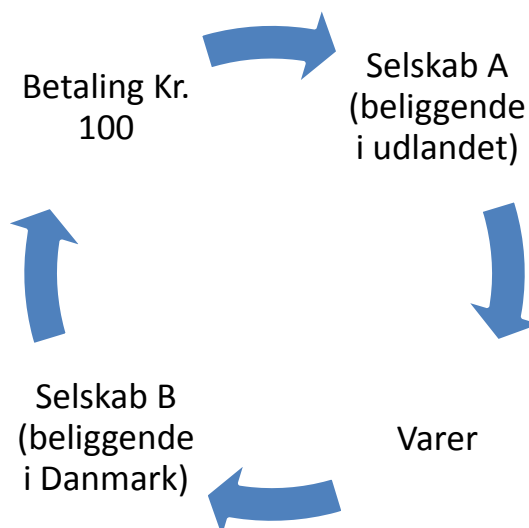 Betaling Kr.
100
Selskab A
(beliggende
i udlandet)
Varer
Selskab B
(beliggende
i Danmark)